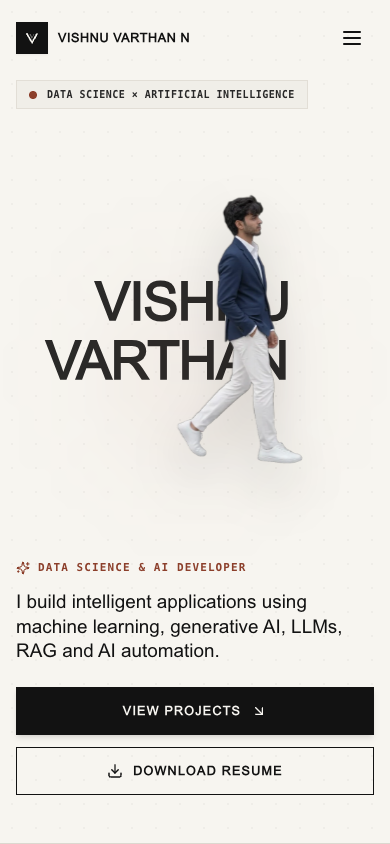 VISHNU VARTHAN N
DATA SCIENCE × ARTIFICIAL INTELLIGENCE
VISHNU
VARTHAN
DATA SCIENCE & AI DEVELOPER
I build intelligent applications using
machine learning, generative AI, LLMs,
RAG and AI automation.
VIEW PROJECTS
DOWNLOAD RESUME